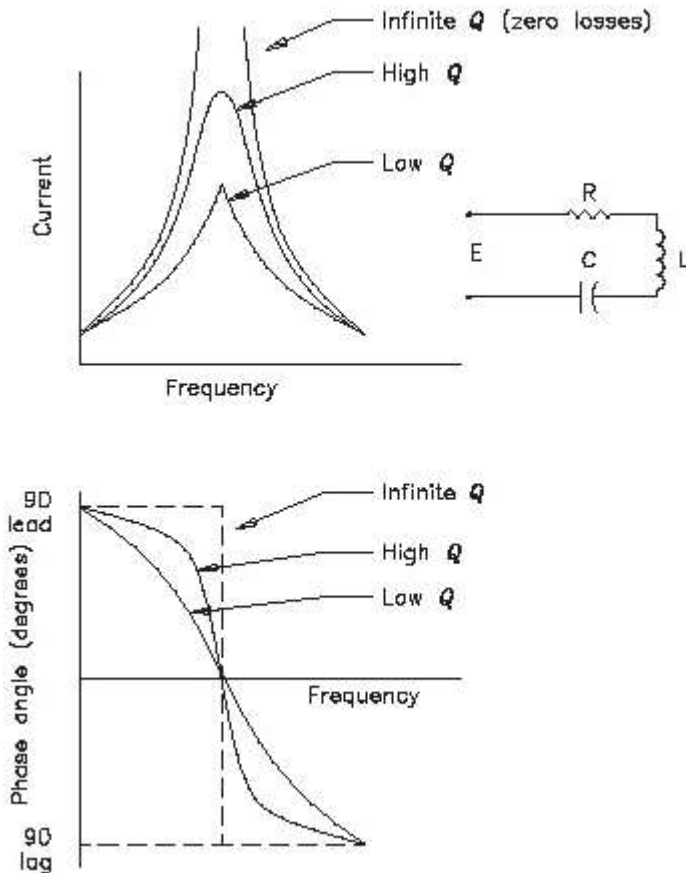 Infinite Q (zero losses)
High Q
Low Q
Current
Frequency
R
E
C
L
90
lead
Infinite Q
High Q
Low Q
Phase angle (degrees)
Frequency
90
lag